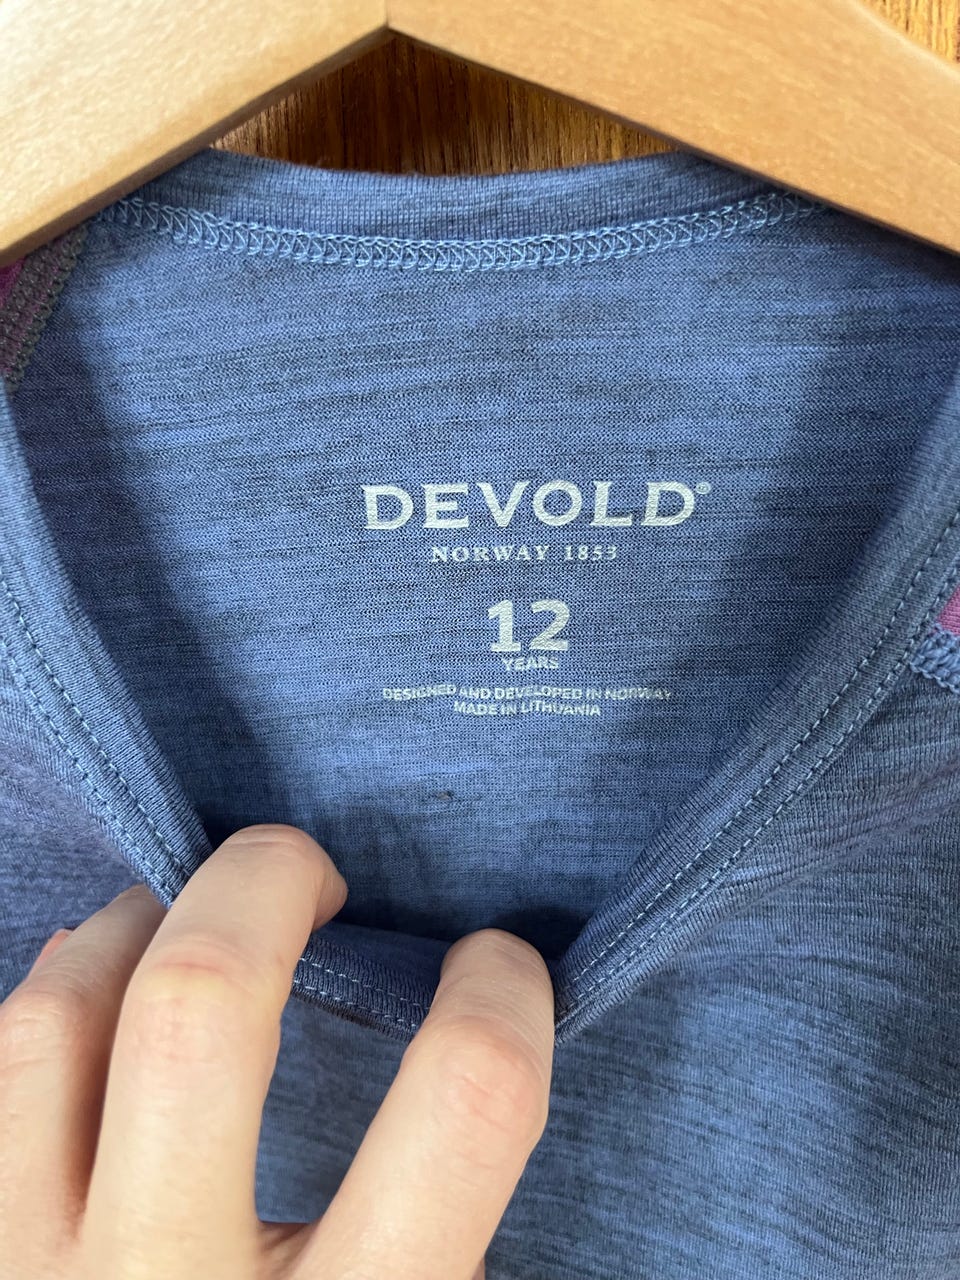 DEVOLD®
NORWAY 1853
12
YEARS
DESIGNED AND DEVELOPED IN NORWAY
MADE IN LITHUANIA